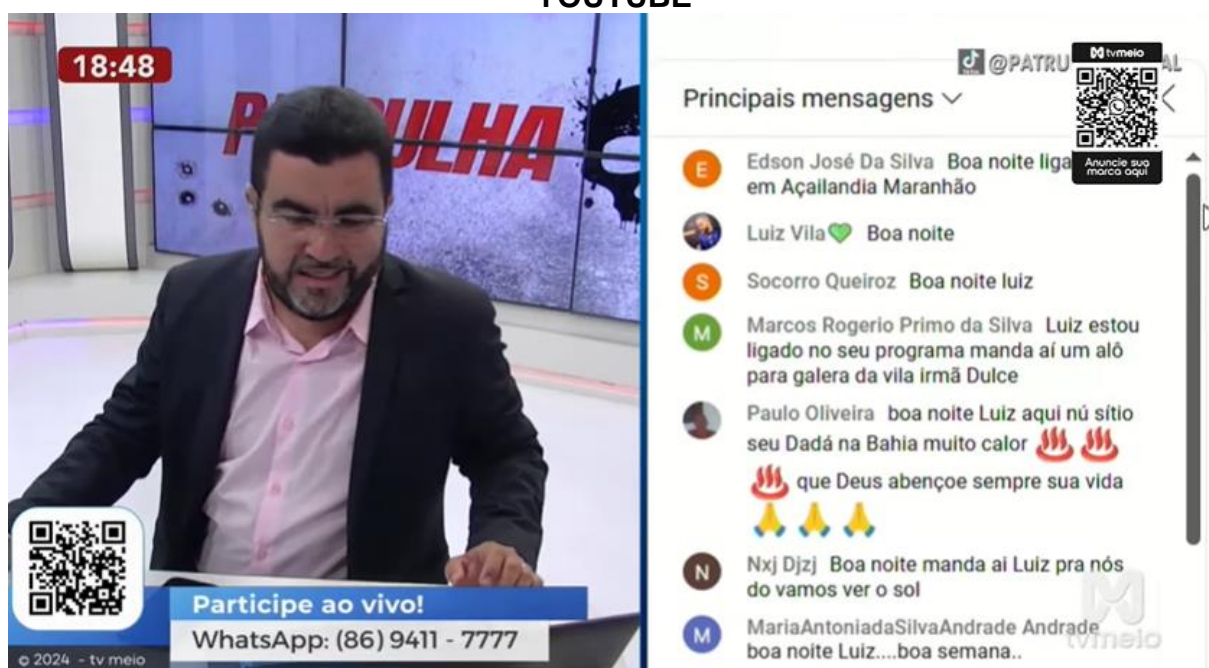 YOUTUBE
18:48
PATRULHA
Participe ao vivo!
WhatsApp: (86) 9411 - 7777
© 2024 - tv meio
@PATRU AL
tvmeio
Anuncie sua
marca aqui
Principais mensagens
E Edson José Da Silva Boa noite liga
em Açailandia Maranhão
Luiz Vila Boa noite
S Socorro Queiroz Boa noite luiz
M Marcos Rogerio Primo da Silva Luiz estou
ligado no seu programa manda aí um alô
para galera da vila irmã Dulce
Paulo Oliveira boa noite Luiz aqui nú sítio
seu Dadá na Bahia muito calor
que Deus abençoe sempre sua vida
N Nxj Djzj Boa noite manda ai Luiz pra nós
do vamos ver o sol
M MariaAntoniadaSilvaAndrade Andrade
boa noite Luiz....boa semana..
tvmeio